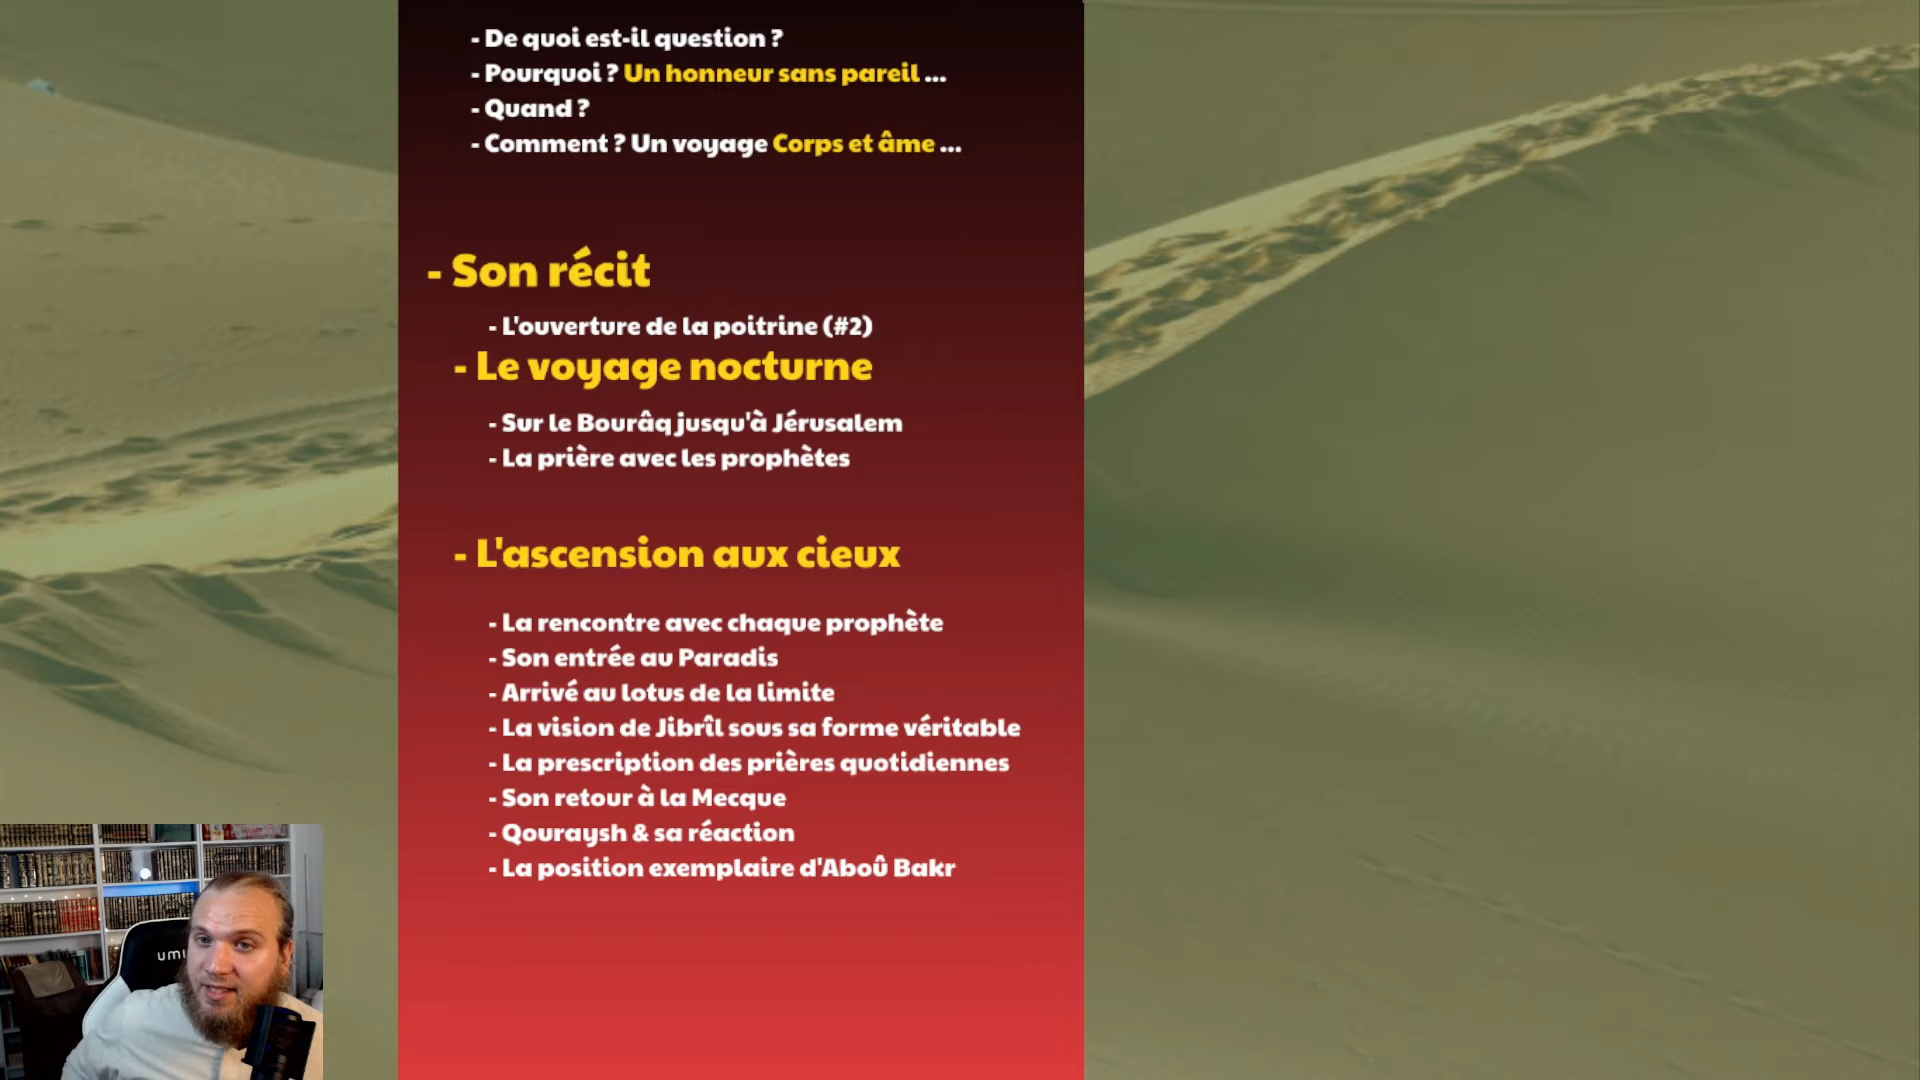 - De quoi est-il question ?
- Pourquoi ? Un honneur sans pareil ...
- Quand ?
- Comment ? Un voyage Corps et âme ...
- Son récit
- L'ouverture de la poitrine (#2)
- Le voyage nocturne
- Sur le Bourâq jusqu'à Jérusalem
- La prière avec les prophètes
- L'ascension aux cieux
- La rencontre avec chaque prophète
- Son entrée au Paradis
- Arrivé au lotus de la limite
- La vision de Jibrîl sous sa forme véritable
- La prescription des prières quotidiennes
- Son retour à la Mecque
- Qouraysh & sa réaction
- La position exemplaire d'Aboû Bakr